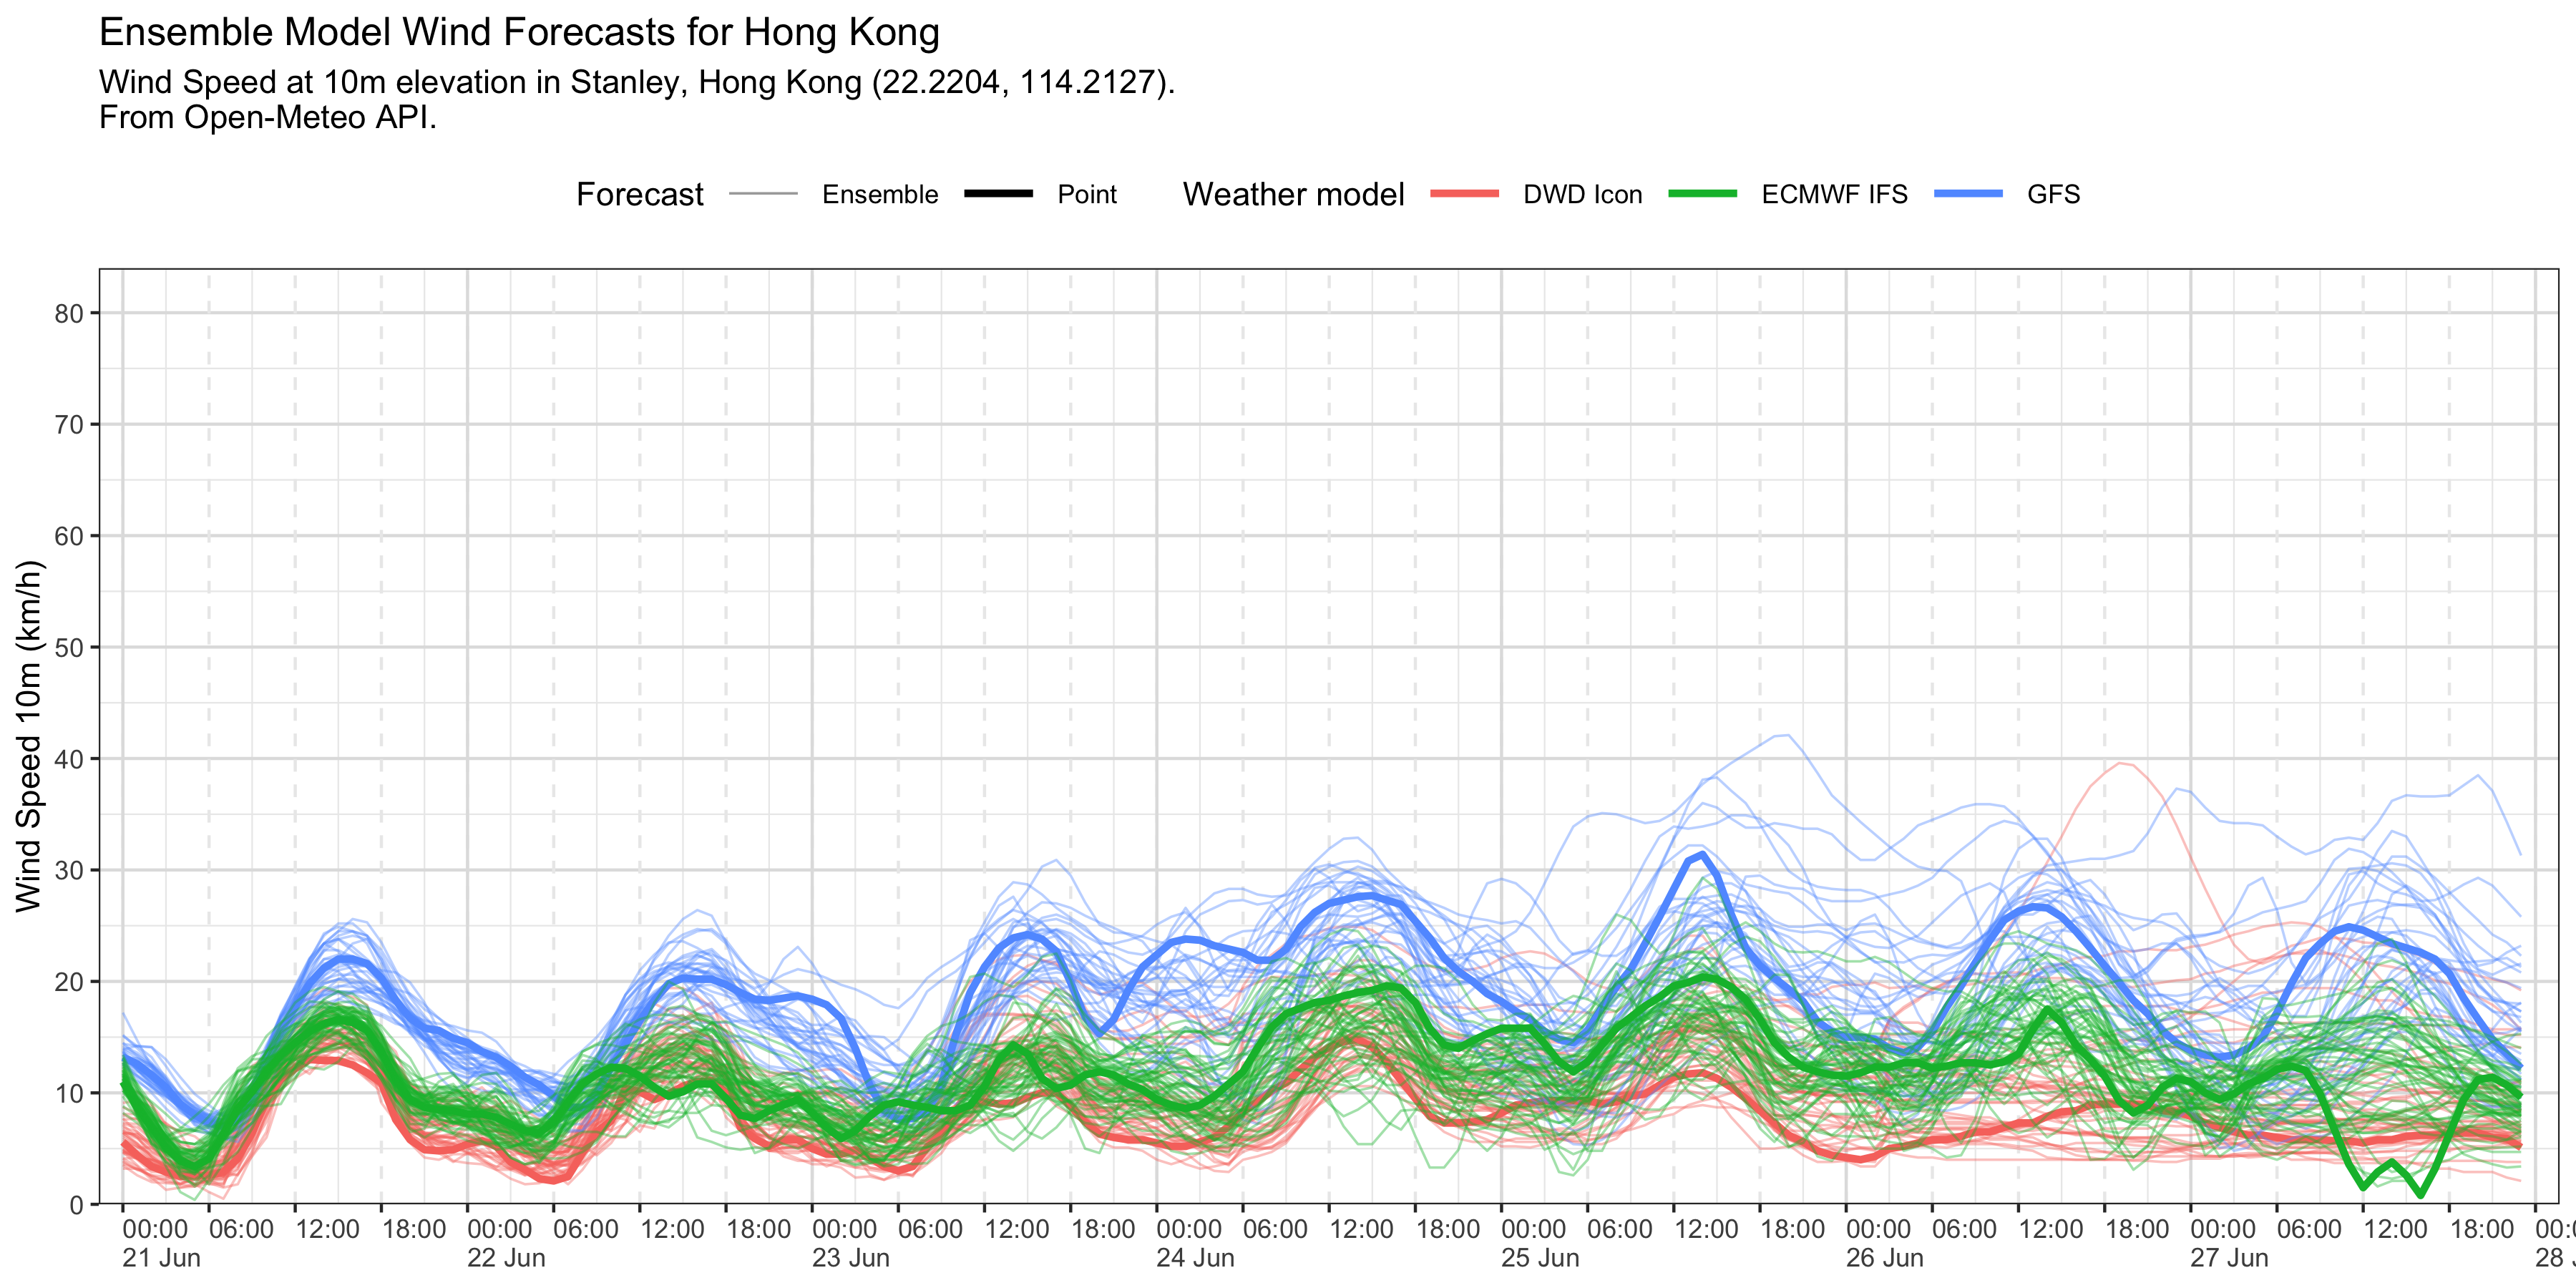 Ensemble Model Wind Forecasts for Hong Kong
Wind Speed at 10m elevation in Stanley, Hong Kong (22.2204, 114.2127).
From Open-Meteo API.
Forecast Ensemble Point Weather model DWD Icon ECMWF IFS GFS
Wind Speed 10m (km/h)
80
70
60
50
40
30
20
10
0
00:00 06:00 12:00 18:00 00:00 06:00 12:00 18:00 00:00 06:00 12:00 18:00 00:00 06:00 12:00 18:00 00:00 06:00 12:00 18:00 00:00 06:00 12:00 18:00 00:00 06:00 12:00 18:00 00:0
21 Jun 22 Jun 23 Jun 24 Jun 25 Jun 26 Jun 27 Jun 28